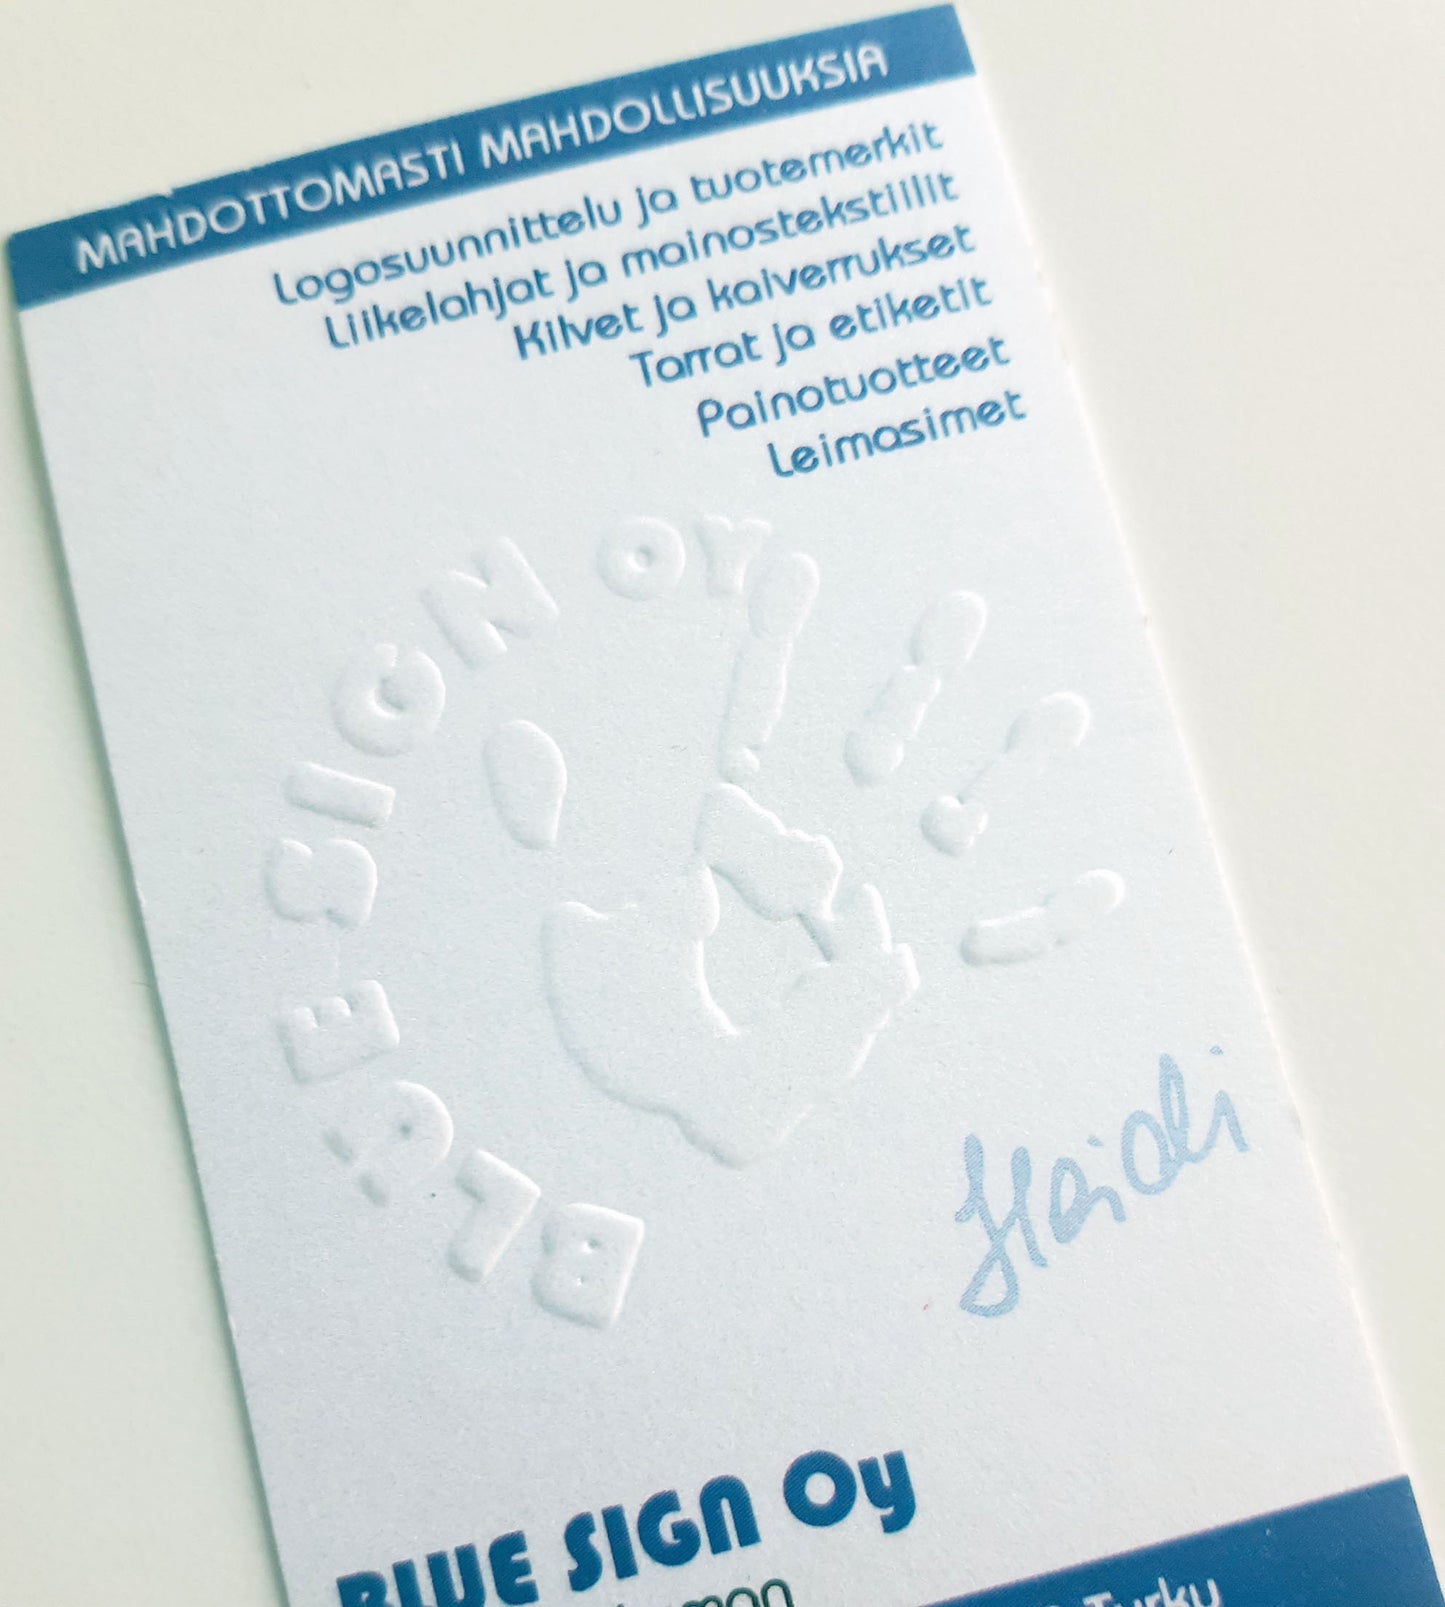 MAHDOTTOMASTI MAHDOLLISUUKSIA
Logosuunnittelu ja tuotemerkit
Liikelahjat ja mainostekstiilit
Kilvet ja kaiverrukset
Tarrat ja etiketit
Painotuotteet
Leimasimet
BLUE SIGN OY
Heidi
BLUE SIGN Oy
Turku